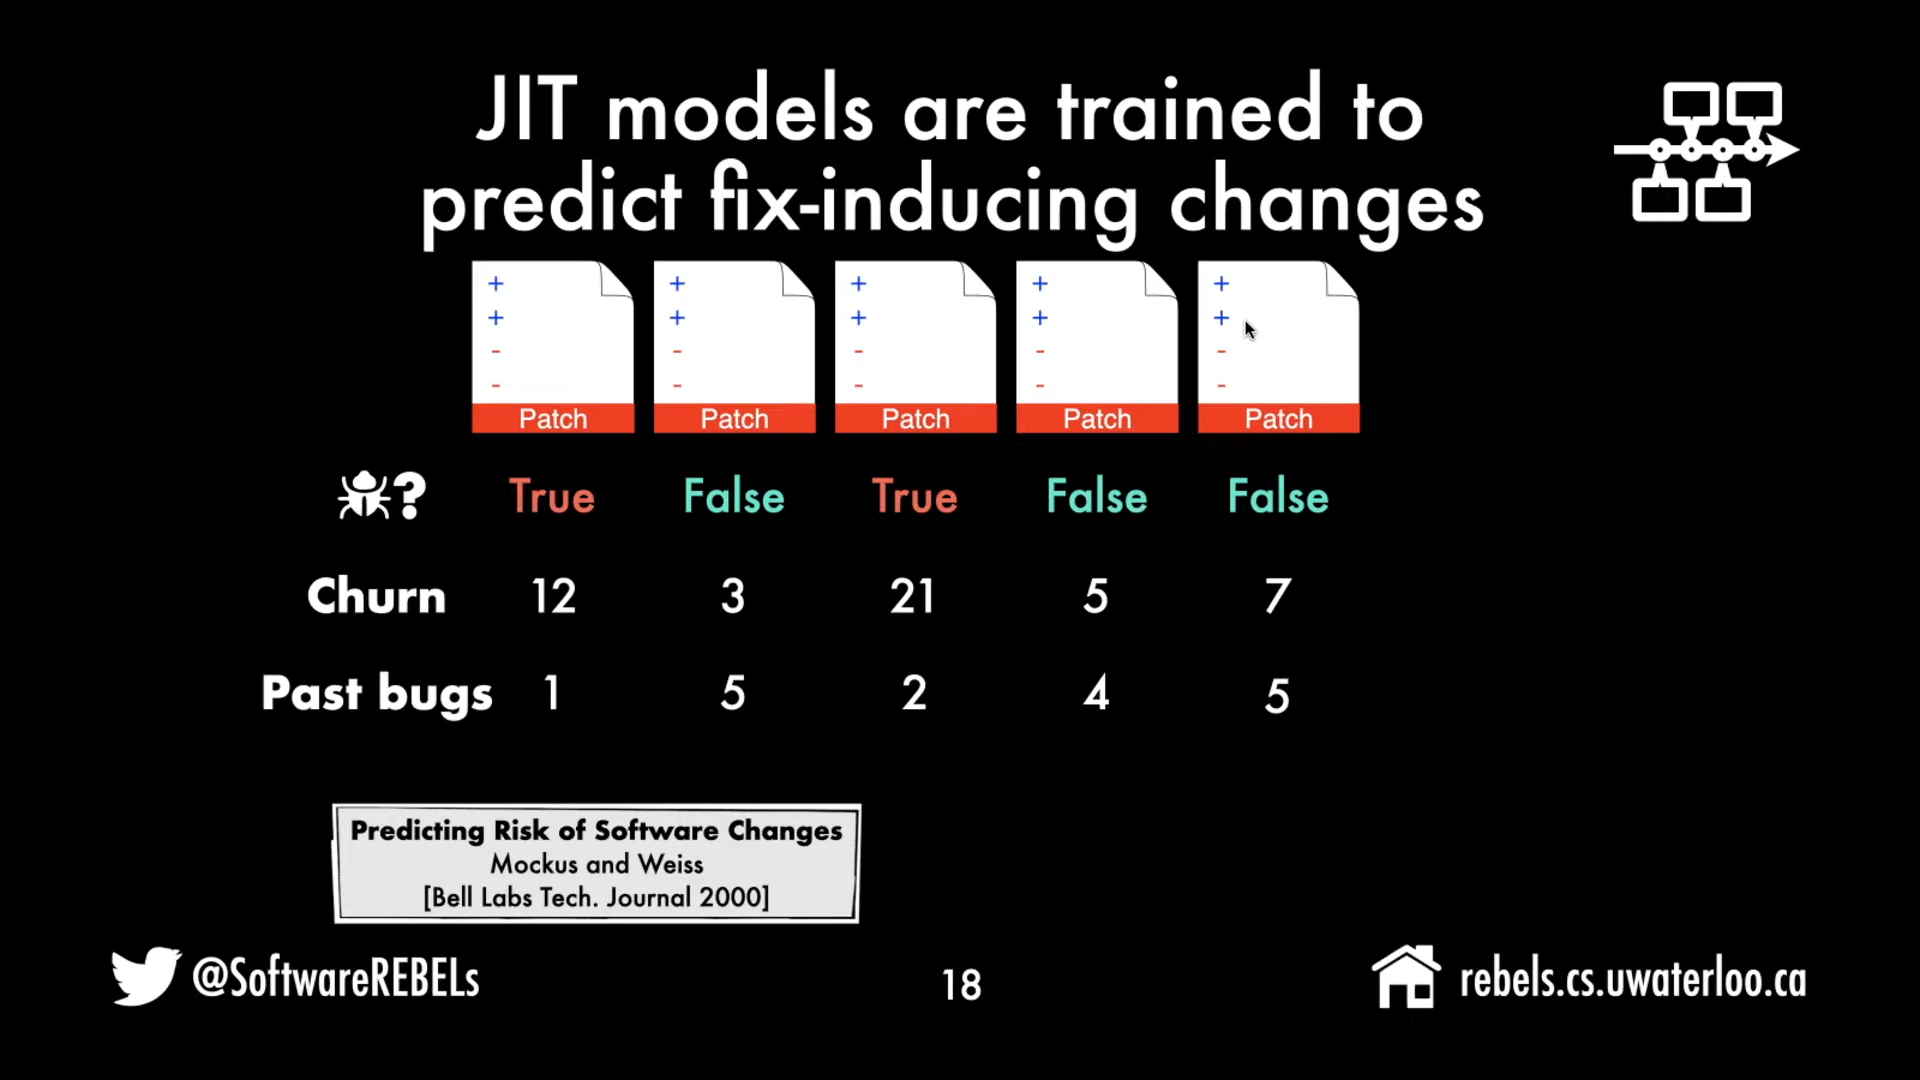 JIT models are trained to
predict fix-inducing changes
+ + + + +
+ + + + +
- - - - -
- - - - -
Patch Patch Patch Patch Patch
? True False True False False
Churn 12 3 21 5 7
Past bugs 1 5 2 4 5
Predicting Risk of Software Changes
Mockus and Weiss
[Bell Labs Tech. Journal 2000]
@SoftwareREBELs 18 rebels.cs.uwaterloo.ca